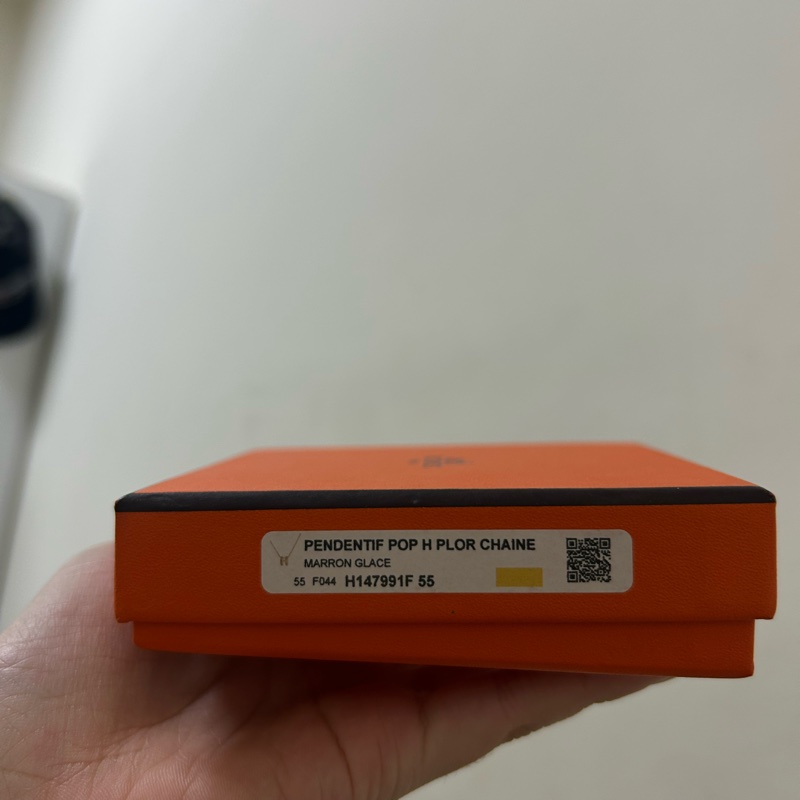 PENDENTIF POP H PLOR CHAINE
MARRON GLACE
55 F044 H147991F 55